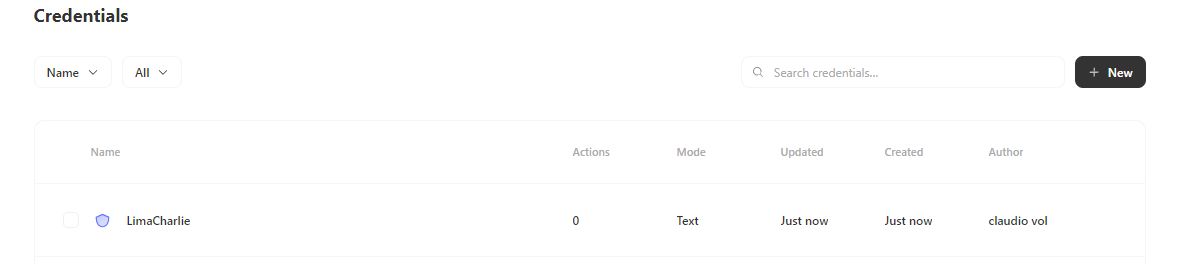 Credentials
Name All Search credentials... + New
Name Actions Mode Updated Created Author
LimaCharlie 0 Text Just now Just now claudio vol